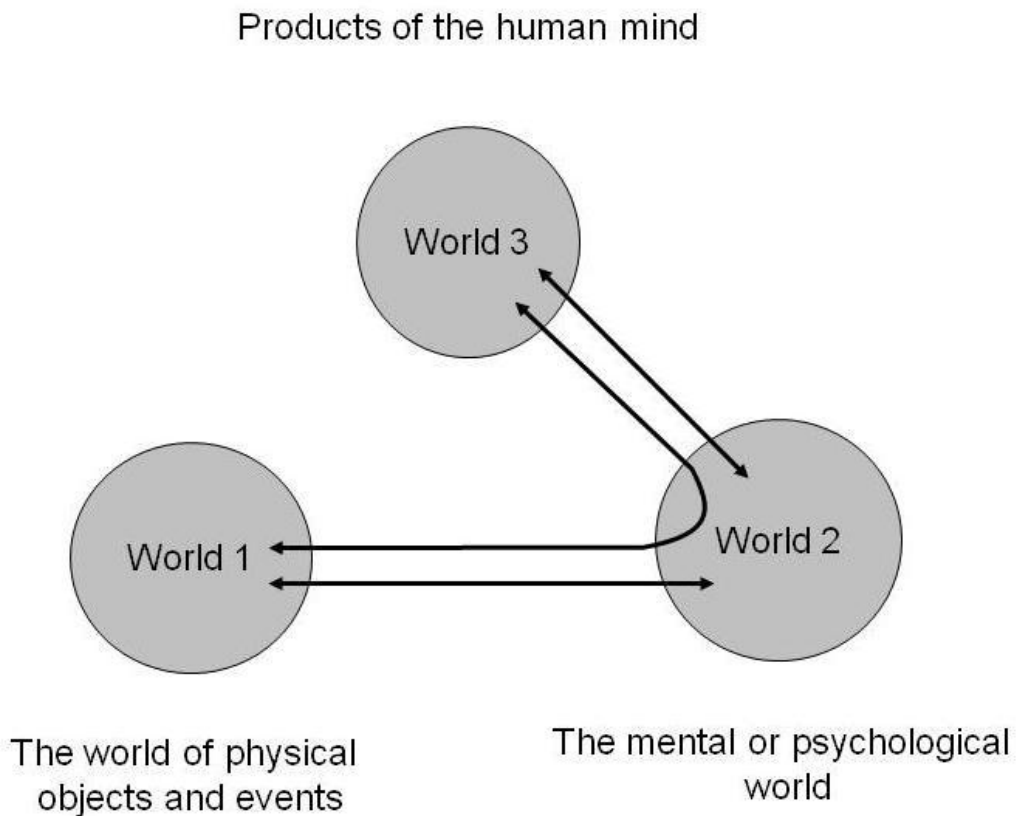 Products of the human mind
World 3
World 1
World 2
The world of physical
objects and events
The mental or psychological
world